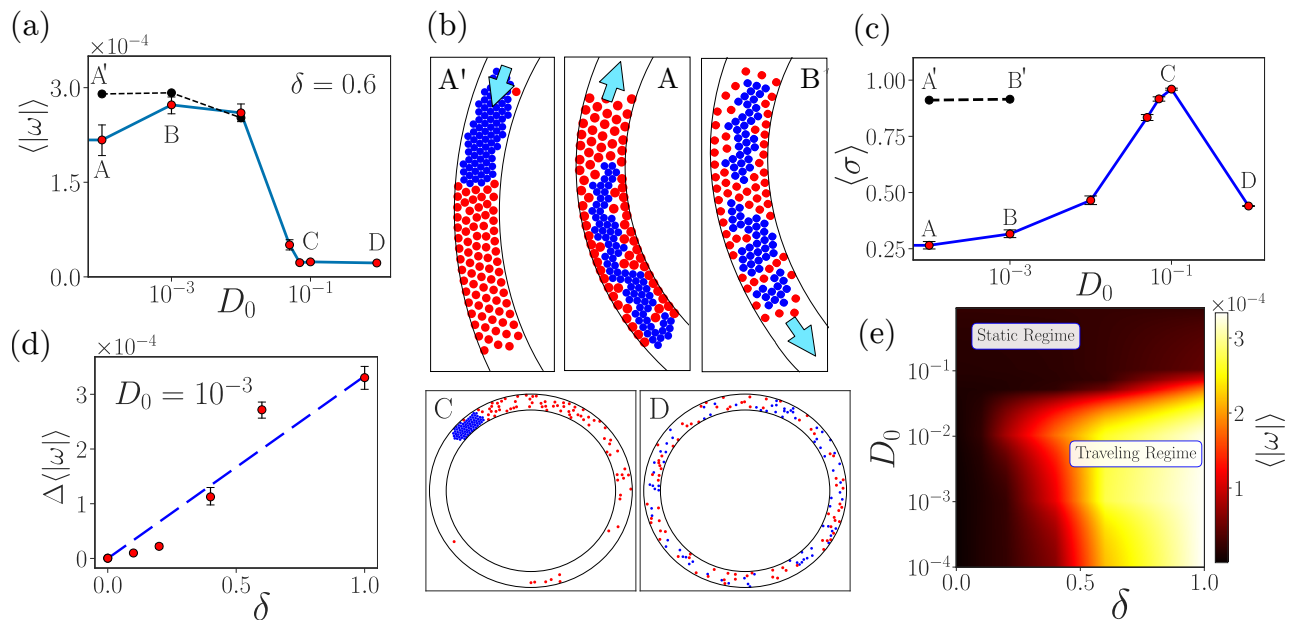 (a)
×10⁻⁴
A'
δ = 0.6
3.0
B
A
1.5
C
D
0.0
10⁻³
10⁻¹
D₀
⟨|ω|⟩
(b)
A'
A
B'
C
D
(c)
A'
B'
C
1.00
0.75
0.50
D
A
B
0.25
10⁻³
10⁻¹
D₀
⟨σ⟩
(d)
×10⁻⁴
D₀ = 10⁻³
3
2
1
0
0.0
0.5
1.0
δ
Δ⟨|ω|⟩
(e)
Static Regime
Traveling Regime
10⁻¹
10⁻²
10⁻³
10⁻⁴
D₀
0.0
0.5
1.0
δ
×10⁻⁴
3
2
1
⟨|ω|⟩